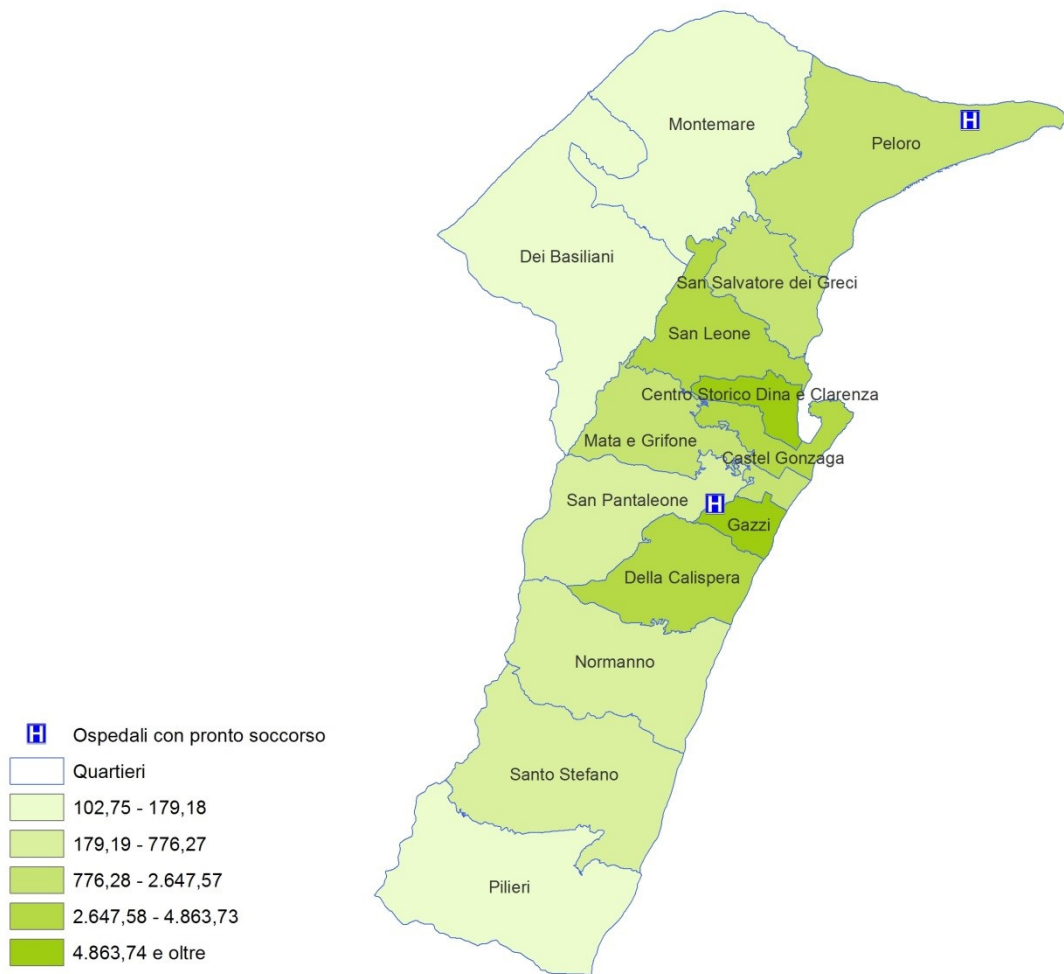 Montemare
Peloro
Dei Basiliani
San Salvatore dei Greci
San Leone
Centro Storico Dina e Clarenza
Mata e Grifone
Castel Gonzaga
San Pantaleone
Gazzi
Della Calispera
Normanno
Santo Stefano
Pilieri
H
H
H Ospedali con pronto soccorso
Quartieri
102,75 - 179,18
179,19 - 776,27
776,28 - 2.647,57
2.647,58 - 4.863,73
4.863,74 e oltre